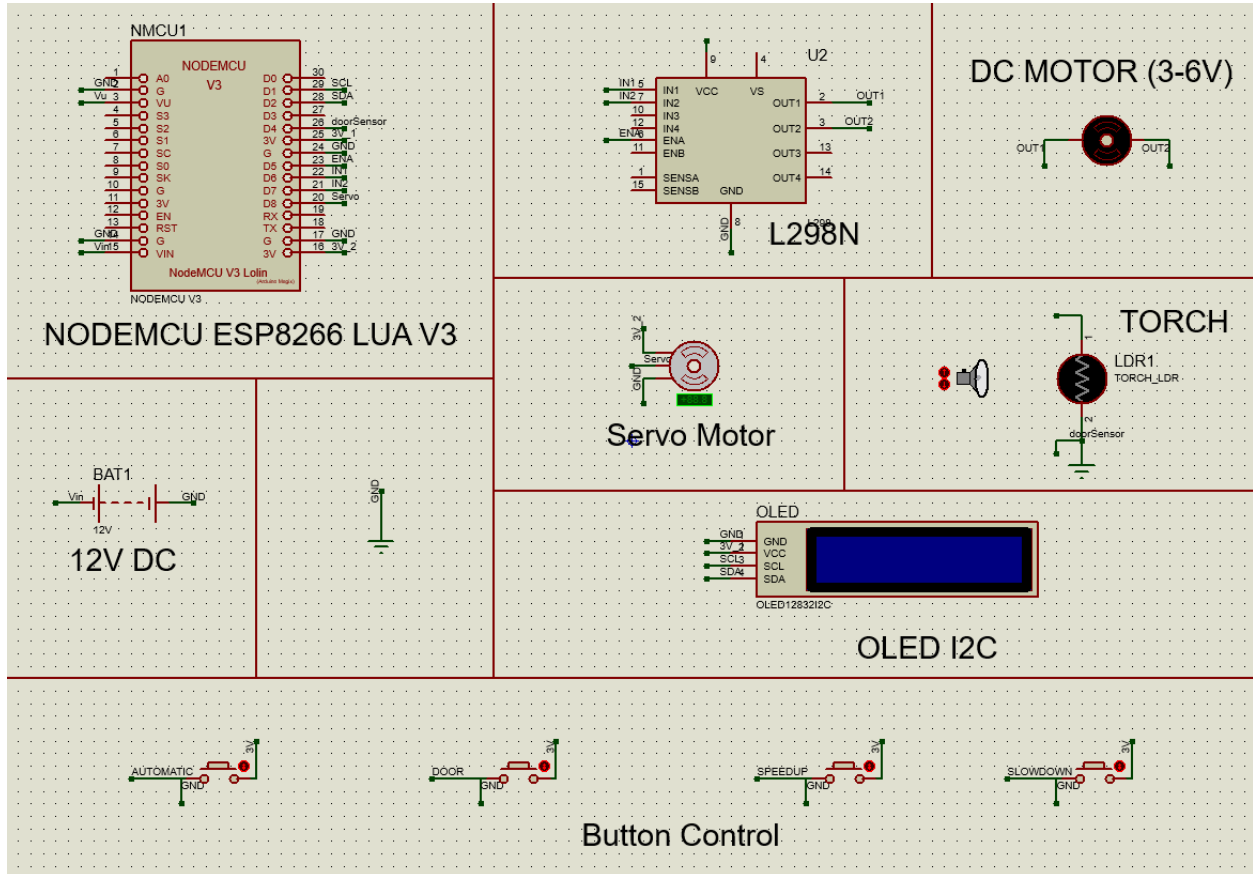 NMCU1
NODEMCU
V3
1 A0 D0 30
GND 2 G D1 29 SCL
Vu 3 VU D2 28 SDA
4 S3 D3 27
5 S2 D4 26 doorSensor
6 S1 3V 25 3V_1
7 SC G 24 GND
8 S0 D5 23 ENA
9 SK D6 22 IN1
10 G D7 21 IN2
11 3V D8 20 Servo
12 EN RX 19
13 RST TX 18
GND 14 G G 17 GND
Vin 15 VIN 3V 16 3V_2
NodeMCU V3 Lolin
(Arduino Magix)
NODEMCU V3
NODEMCU ESP8266 LUA V3
U2
9 4
IN1 5 IN1 VCC VS
IN2 7 IN2 OUT1 2 OUT1
10 IN3
12 IN4 OUT2 3 OUT2
ENA 6 ENA
11 ENB OUT3 13
1 SENSA OUT4 14
15 SENSB GND
GND 8
L298
L298N
DC MOTOR (3-6V)
OUT1 OUT2
3V_2
Servo
GND
Servo Motor
TORCH
1
LDR1
TORCH_LDR
2
doorSensor
BAT1
Vin GND
12V
12V DC
GND
OLED
GND 1 GND
3V_2 VCC
SCL 3 SCL
SDA 4 SDA
OLED12832I2C
OLED I2C
AUTOMATIC GND 3V
DOOR GND 3V
SPEEDUP GND 3V
SLOWDOWN GND 3V
Button Control